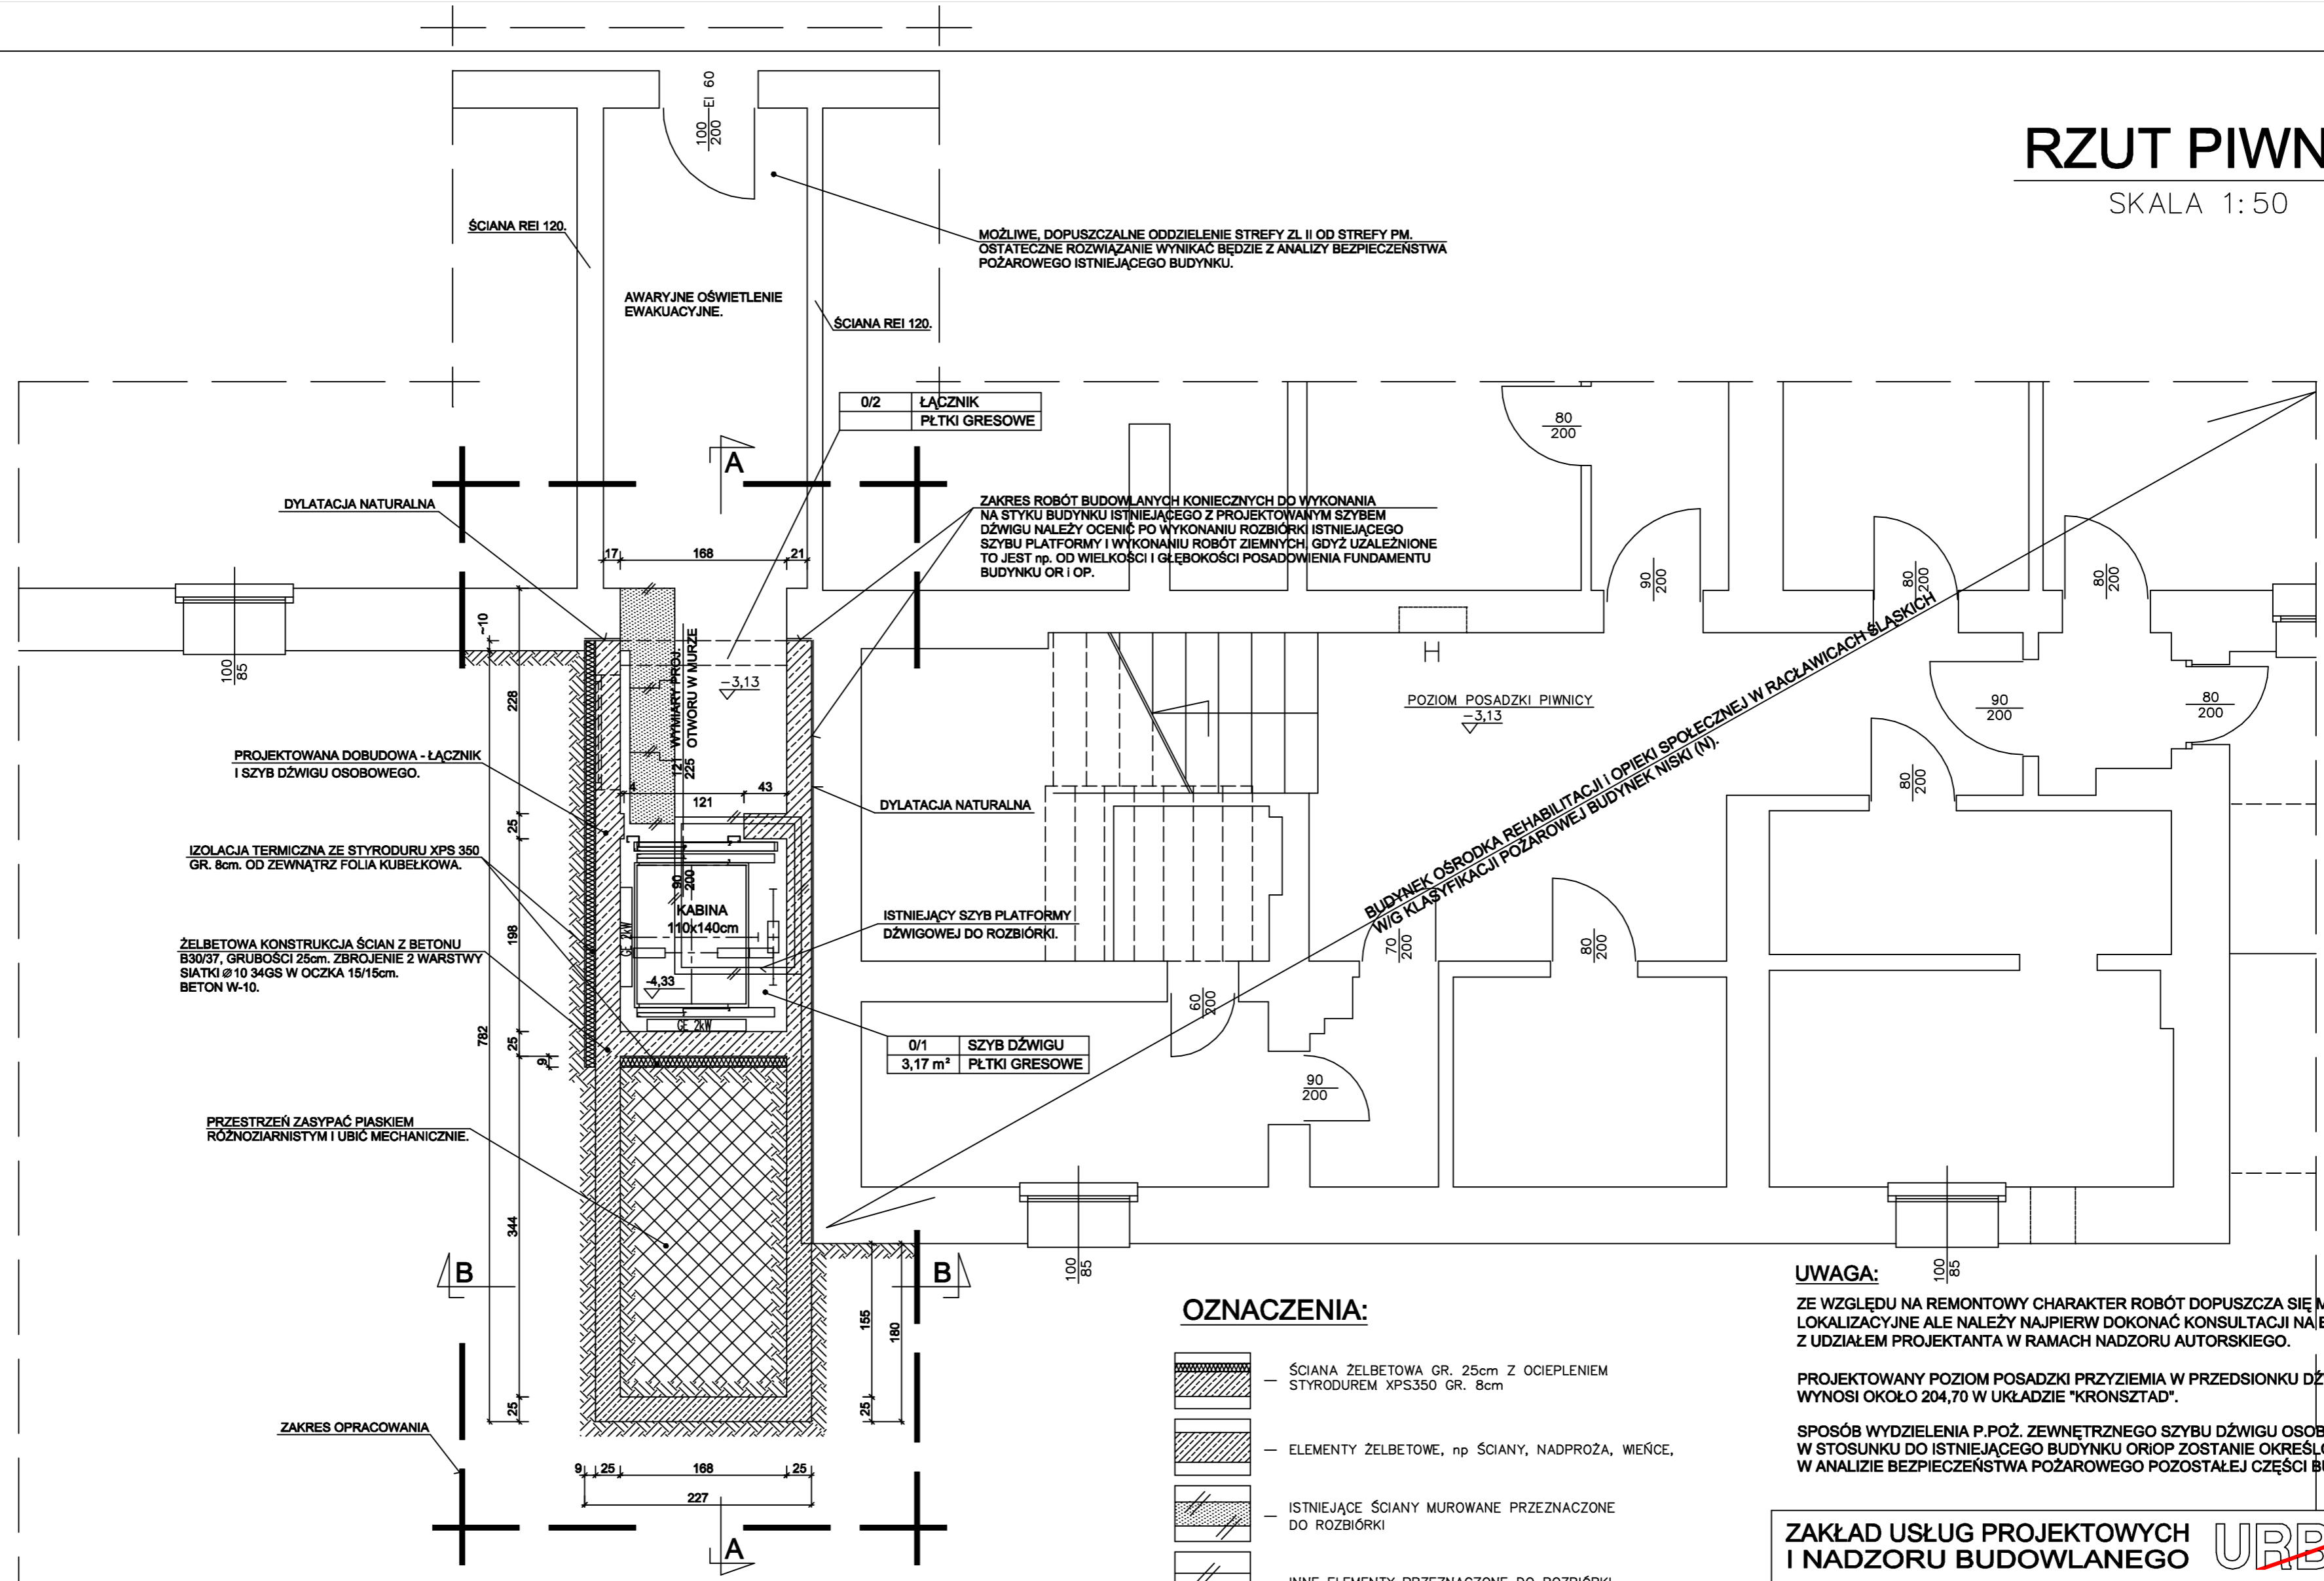 RZUT PIWN
SKALA 1:50
100
200
EI 60
ŚCIANA REI 120.
MOŻLIWE, DOPUSZCZALNE ODDZIELENIE STREFY ZL II OD STREFY PM.
OSTATECZNE ROZWIĄZANIE WYNIKAĆ BĘDZIE Z ANALIZY BEZPIECZEŃSTWA
POŻAROWEGO ISTNIEJĄCEGO BUDYNKU.
AWARYJNE OŚWIETLENIE
EWAKUACYJNE.
ŚCIANA REI 120.
0/2 ŁĄCZNIK
PŁTKI GRESOWE
80
200
A
DYLATACJA NATURALNA
ZAKRES ROBÓT BUDOWLANYCH KONIECZNYCH DO WYKONANIA
NA STYKU BUDYNKU ISTNIEJĄCEGO Z PROJEKTOWANYM SZYBEM
DŹWIGU NALEŻY OCENIĆ PO WYKONANIU ROZBIÓRKI ISTNIEJĄCEGO
SZYBU PLATFORMY I WYKONANIU ROBÓT ZIEMNYCH, GDYŻ UZALEŻNIONE
TO JEST np. OD WIELKOŚCI I GŁĘBOKOŚCI POSADOWIENIA FUNDAMENTU
BUDYNKU OR i OP.
17 168 21
90
200
80
200
80
200
~10
100
85
WYMIARY PROJ.
OTWORU W MURZE
121
225
-3,13
H
POZIOM POSADZKI PIWNICY
-3,13
BUDYNEK OŚRODKA REHABILITACJI i OPIEKI SPOŁECZNEJ W RACŁAWICACH ŚLĄSKICH
W/G KLASYFIKACJI POŻAROWEJ BUDYNEK NISKI (N).
90
200
80
200
228
PROJEKTOWANA DOBUDOWA - ŁĄCZNIK
I SZYB DŹWIGU OSOBOWEGO.
4 121 43
80
200
DYLATACJA NATURALNA
25
IZOLACJA TERMICZNA ZE STYRODURU XPS 350
GR. 8cm. OD ZEWNĄTRZ FOLIA KUBEŁKOWA.
90
200
KABINA
110x140cm
GE 2kW
ISTNIEJĄCY SZYB PLATFORMY
DŹWIGOWEJ DO ROZBIÓRKI.
198
ŻELBETOWA KONSTRUKCJA ŚCIAN Z BETONU
B30/37, GRUBOŚCI 25cm. ZBROJENIE 2 WARSTWY
SIATKI ⌀10 34GS W OCZKA 15/15cm.
BETON W-10.
70
200
80
200
-4,33
60
200
GE 2kW
782
25
9
0/1 SZYB DŹWIGU
3,17 m² PŁTKI GRESOWE
90
200
PRZESTRZEŃ ZASYPAĆ PIASKIEM
RÓŻNOZIARNISTYM I UBIĆ MECHANICZNIE.
344
B
B
100
85
100
85
155
180
25
25
ZAKRES OPRACOWANIA
9 25 168 25
227
A
OZNACZENIA:
— ŚCIANA ŻELBETOWA GR. 25cm Z OCIEPLENIEM
STYRODUREM XPS350 GR. 8cm
— ELEMENTY ŻELBETOWE, np ŚCIANY, NADPROŻA, WIEŃCE,
— ISTNIEJĄCE ŚCIANY MUROWANE PRZEZNACZONE
DO ROZBIÓRKI
INNE ELEMENTY PRZEZNACZONE DO ROZBIÓRKI
UWAGA:
ZE WZGLĘDU NA REMONTOWY CHARAKTER ROBÓT DOPUSZCZA SIĘ M
LOKALIZACYJNE ALE NALEŻY NAJPIERW DOKONAĆ KONSULTACJI NA B
Z UDZIAŁEM PROJEKTANTA W RAMACH NADZORU AUTORSKIEGO.
PROJEKTOWANY POZIOM POSADZKI PRZYZIEMIA W PRZEDSIONKU DŹ
WYNOSI OKOŁO 204,70 W UKŁADZIE "KRONSZTAD".
SPOSÓB WYDZIELENIA P.POŻ. ZEWNĘTRZNEGO SZYBU DŹWIGU OSOB
W STOSUNKU DO ISTNIEJĄCEGO BUDYNKU ORiOP ZOSTANIE OKREŚL
W ANALIZIE BEZPIECZEŃSTWA POŻAROWEGO POZOSTAŁEJ CZĘŚCI B
ZAKŁAD USŁUG PROJEKTOWYCH
I NADZORU BUDOWLANEGO
URB